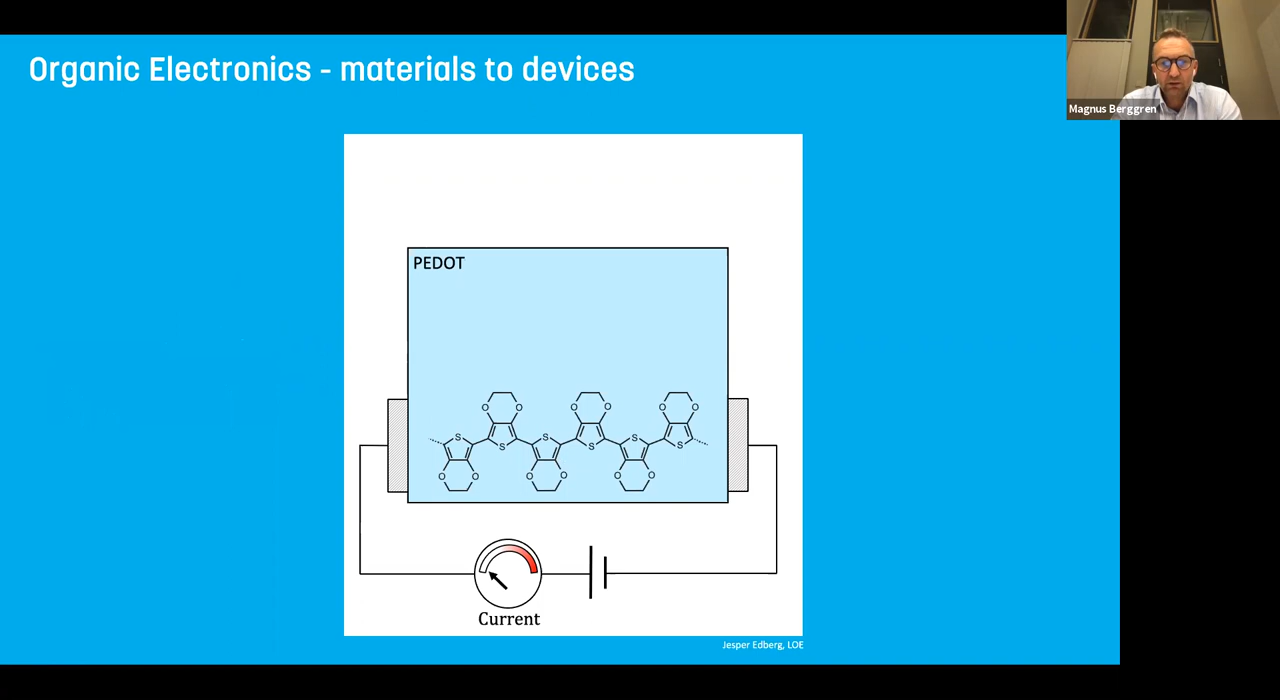 Organic Electronics - materials to devices
Magnus Berggren
PEDOT
O O O O O O
S S S
S S S
O O O O O O
Current
Jesper Edberg, LOE